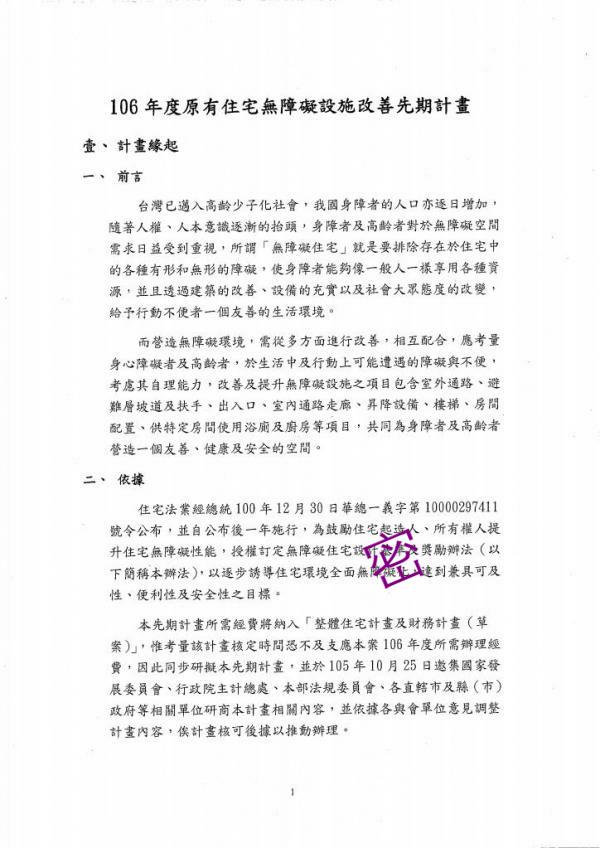 106 年度原有住宅無障礙設施改善先期計畫
壹、計畫緣起
一、 前言
台灣已邁入高齡少子化社會，我國身障者的人口亦逐日增加，
隨著人權、人本意識逐漸的抬頭，身障者及高齡者對於無障礙空間
需求日益受到重視，所謂「無障礙住宅」就是要排除存在於住宅中
的各種有形和無形的障礙，使身障者能夠像一般人一樣享用各種資
源，並且透過建築的改善、設備的充實以及社會大眾態度的改變，
給予行動不便者一個友善的生活環境。
而營造無障礙環境，需從多方面進行改善，相互配合，應考量
身心障礙者及高齡者，於生活中及行動上可能遭遇的障礙與不便，
考慮其自理能力，改善及提升無障礙設施之項目包含室外通路、避
難層坡道及扶手、出入口、室內通路走廊、昇降設備、樓梯、房間
配置、供特定房間使用浴廁及廚房等項目，共同為身障者及高齡者
營造一個友善、健康及安全的空間。
二、 依據
住宅法業經總統 100 年 12 月 30 日華總一義字第 10000297411
號令公布，並自公布後一年施行，為鼓勵住宅起造人、所有權人提
升住宅無障礙性能，授權訂定無障礙住宅設計基準及獎勵辦法（以
下簡稱本辦法），以逐步誘導住宅環境全面無障礙化，達到兼具可及
性、便利性及安全性之目標。
密
本先期計畫所需經費將納入「整體住宅計畫及財務計畫（草
案）」，惟考量該計畫核定時間恐不及支應本案 106 年度所需辦理經
費，因此同步研擬本先期計畫，並於 105 年 10 月 25 日邀集國家發
展委員會、行政院主計總處、本部法規委員會、各直轄市及縣（市）
政府等相關單位研商本計畫相關內容，並依據各與會單位意見調整
計畫內容，俟計畫核可後據以推動辦理。
1